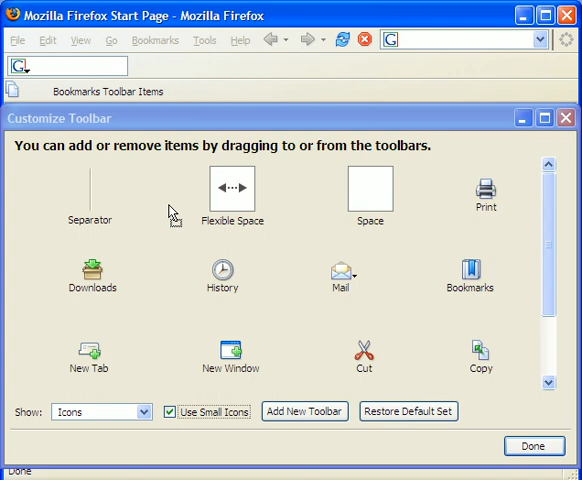 Mozilla Firefox Start Page - Mozilla Firefox
File Edit View Go Bookmarks Tools Help G
G
Bookmarks Toolbar Items
Customize Toolbar
You can add or remove items by dragging to or from the toolbars.
Separator Flexible Space Space Print
Downloads History Mail Bookmarks
New Tab New Window Cut Copy
Show: Icons Use Small Icons Add New Toolbar Restore Default Set
Done
Done